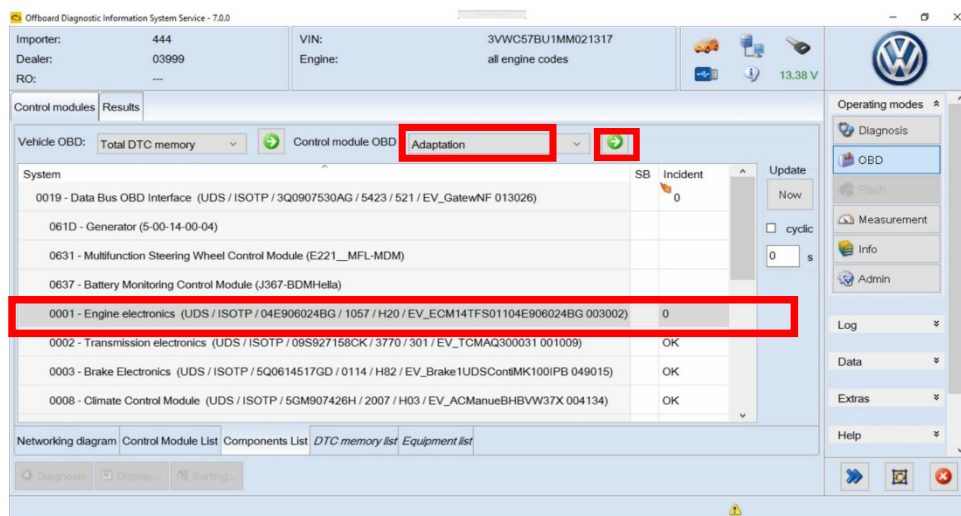 Offboard Diagnostic Information System Service - 7.0.0
Importer: 444 VIN: 3VWC57BU1MM021317
Dealer: 03999 Engine: all engine codes
RO: ---
13.38 V
Control modules Results
Operating modes
Vehicle OBD: Total DTC memory Control module OBD Adaptation
Diagnosis
OBD
Flash
Measurement
Info
Admin
Log
Data
Extras
Help
System SB Incident
Update
Now
cyclic
0 s
0019 - Data Bus OBD Interface (UDS / ISOTP / 3Q0907530AG / 5423 / 521 / EV_GatewNF 013026) 0
061D - Generator (5-00-14-00-04)
0631 - Multifunction Steering Wheel Control Module (E221__MFL-MDM)
0637 - Battery Monitoring Control Module (J367-BDMHella)
0001 - Engine electronics (UDS / ISOTP / 04E906024BG / 1057 / H20 / EV_ECM14TFS01104E906024BG 003002) 0
0002 - Transmission electronics (UDS / ISOTP / 09S927158CK / 3770 / 301 / EV_TCMAQ300031 001009) OK
0003 - Brake Electronics (UDS / ISOTP / 5Q0614517GD / 0114 / H82 / EV_Brake1UDSContiMK100IPB 049015) OK
0008 - Climate Control Module (UDS / ISOTP / 5GM907426H / 2007 / H03 / EV_ACManueBHBVW37X 004134) OK
Networking diagram Control Module List Components List DTC memory list Equipment list
Diagnosis Display... Sorting...